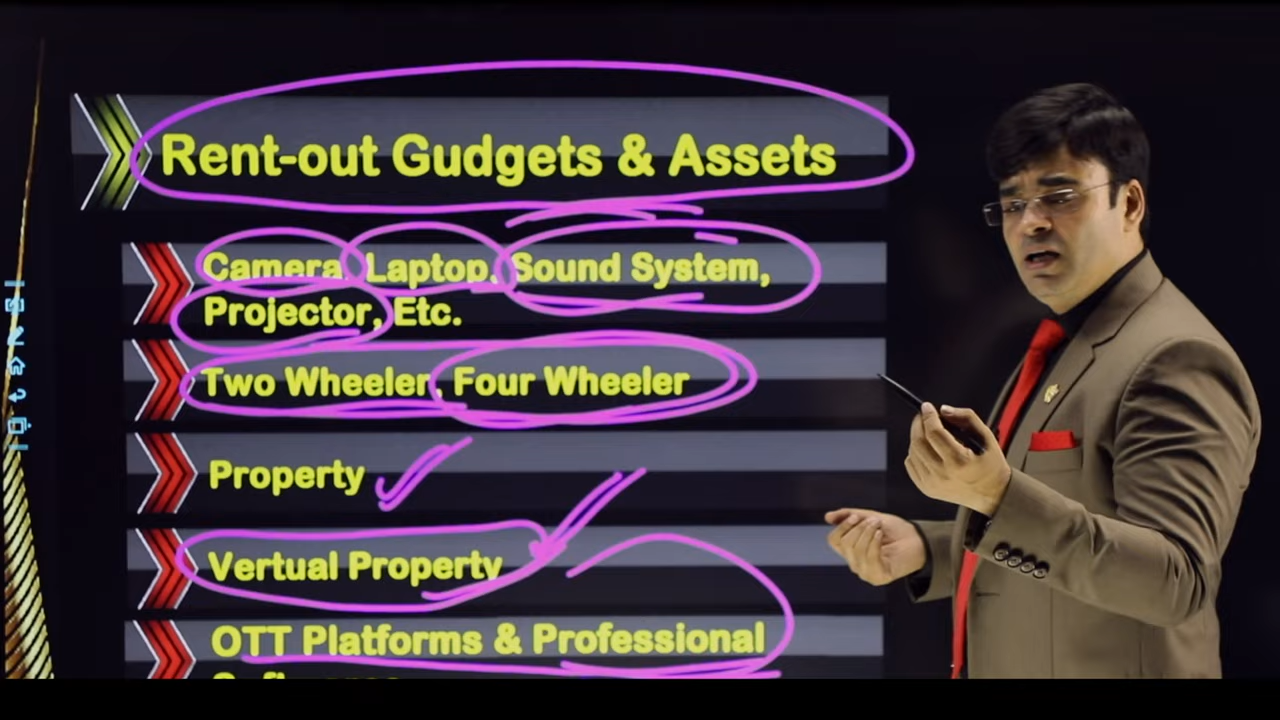 Rent-out Gudgets & Assets
Camera, Laptop, Sound System,
Projector, Etc.
Two Wheeler, Four Wheeler
Property
Vertual Property
OTT Platforms & Professional